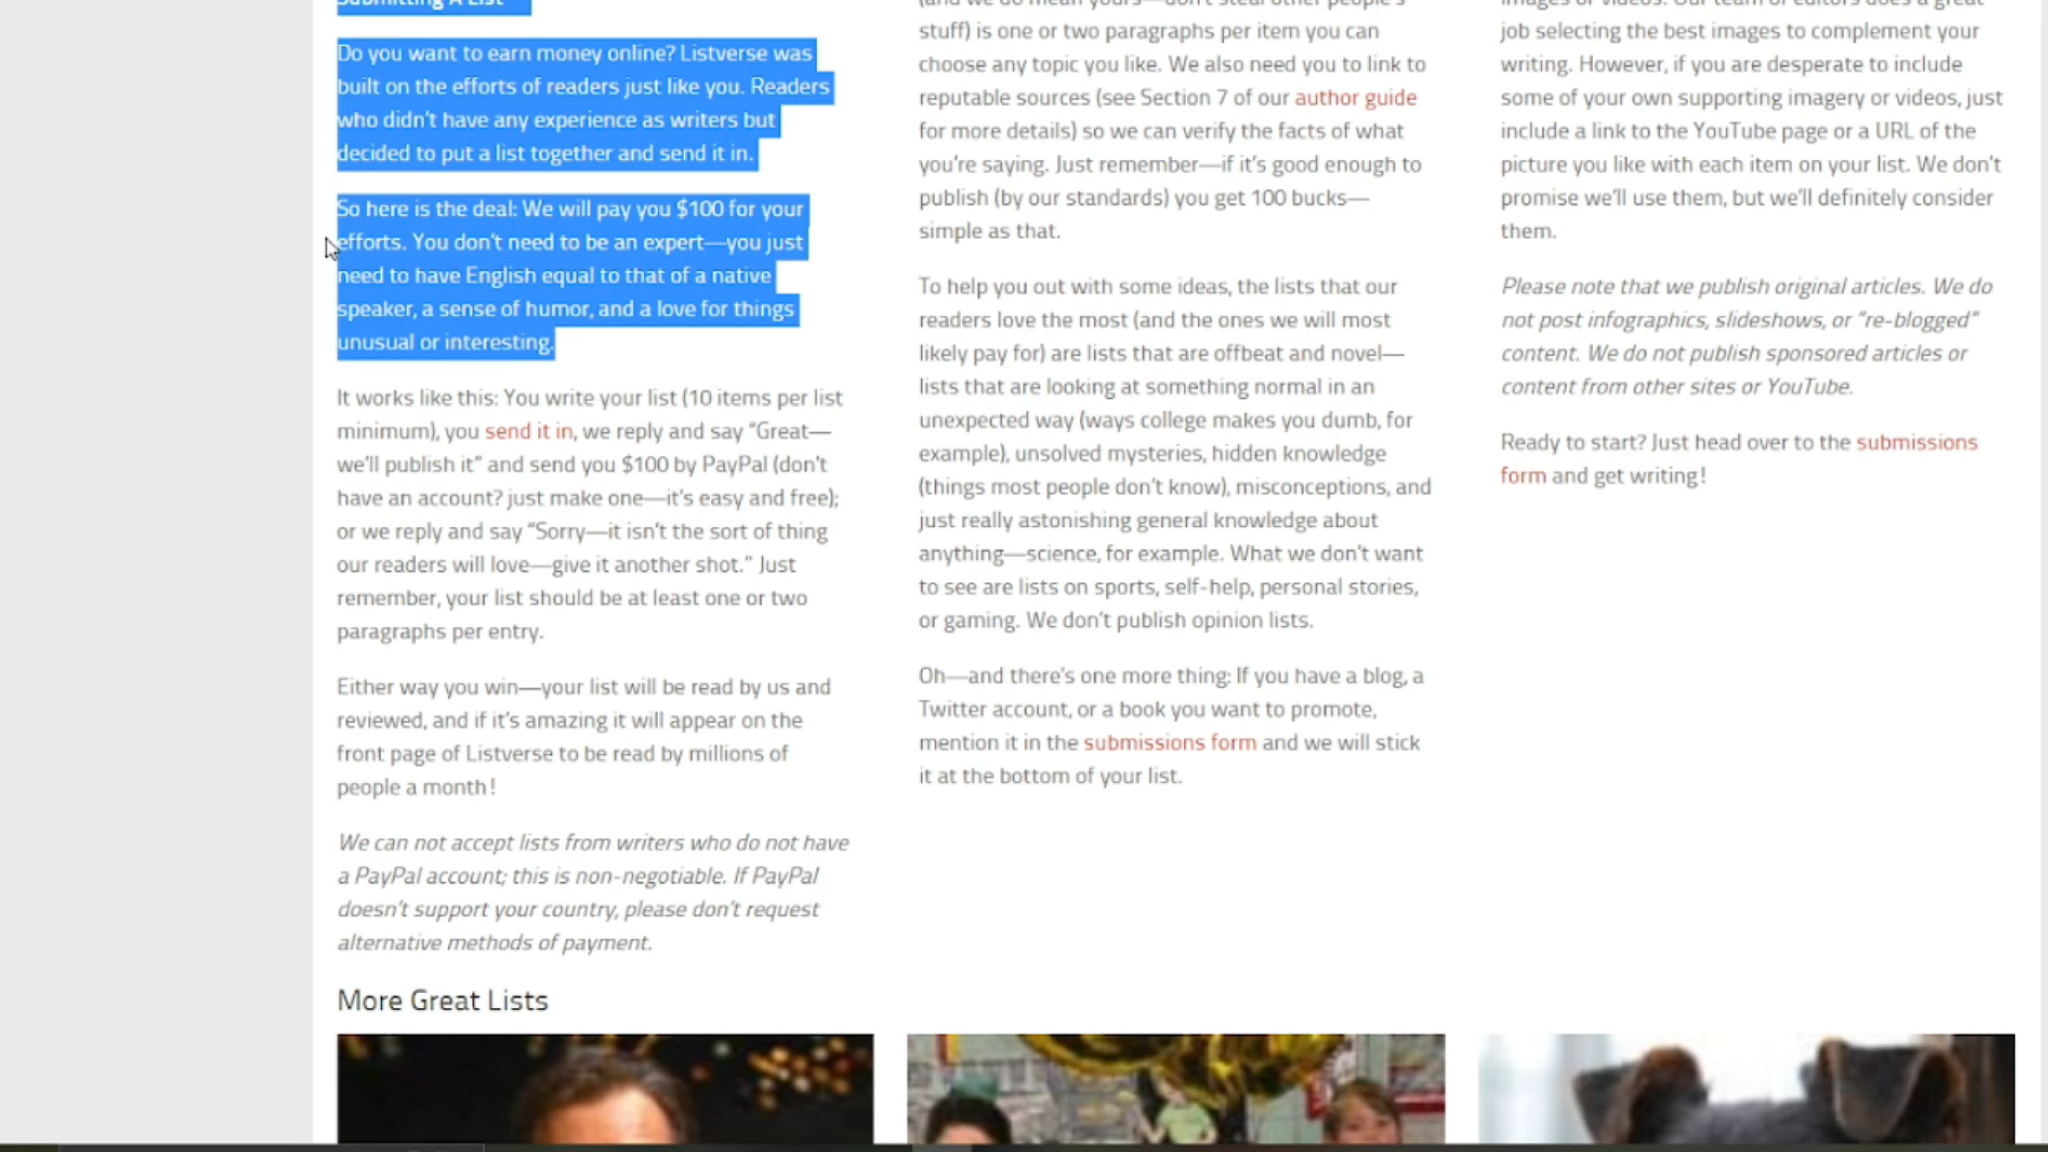 Submitting A List
Do you want to earn money online? Listverse was
built on the efforts of readers just like you. Readers
who didn't have any experience as writers but
decided to put a list together and send it in.
So here is the deal: We will pay you $100 for your
efforts. You don't need to be an expert—you just
need to have English equal to that of a native
speaker, a sense of humor, and a love for things
unusual or interesting.
It works like this: You write your list (10 items per list
minimum), you send it in, we reply and say “Great—
we'll publish it” and send you $100 by PayPal (don't
have an account? just make one—it's easy and free);
or we reply and say “Sorry—it isn't the sort of thing
our readers will love—give it another shot.” Just
remember, your list should be at least one or two
paragraphs per entry.
Either way you win—your list will be read by us and
reviewed, and if it's amazing it will appear on the
front page of Listverse to be read by millions of
people a month!
We can not accept lists from writers who do not have
a PayPal account; this is non-negotiable. If PayPal
doesn't support your country, please don't request
alternative methods of payment.
(and we do mean yours—don't steal other people's
stuff) is one or two paragraphs per item you can
choose any topic you like. We also need you to link to
reputable sources (see Section 7 of our author guide
for more details) so we can verify the facts of what
you're saying. Just remember—if it's good enough to
publish (by our standards) you get 100 bucks—
simple as that.
To help you out with some ideas, the lists that our
readers love the most (and the ones we will most
likely pay for) are lists that are offbeat and novel—
lists that are looking at something normal in an
unexpected way (ways college makes you dumb, for
example), unsolved mysteries, hidden knowledge
(things most people don't know), misconceptions, and
just really astonishing general knowledge about
anything—science, for example. What we don't want
to see are lists on sports, self-help, personal stories,
or gaming. We don't publish opinion lists.
Oh—and there's one more thing: If you have a blog, a
Twitter account, or a book you want to promote,
mention it in the submissions form and we will stick
it at the bottom of your list.
images or videos. Our team of editors does a great
job selecting the best images to complement your
writing. However, if you are desperate to include
some of your own supporting imagery or videos, just
include a link to the YouTube page or a URL of the
picture you like with each item on your list. We don't
promise we'll use them, but we'll definitely consider
them.
Please note that we publish original articles. We do
not post infographics, slideshows, or “re-blogged”
content. We do not publish sponsored articles or
content from other sites or YouTube.
Ready to start? Just head over to the submissions
form and get writing!
More Great Lists